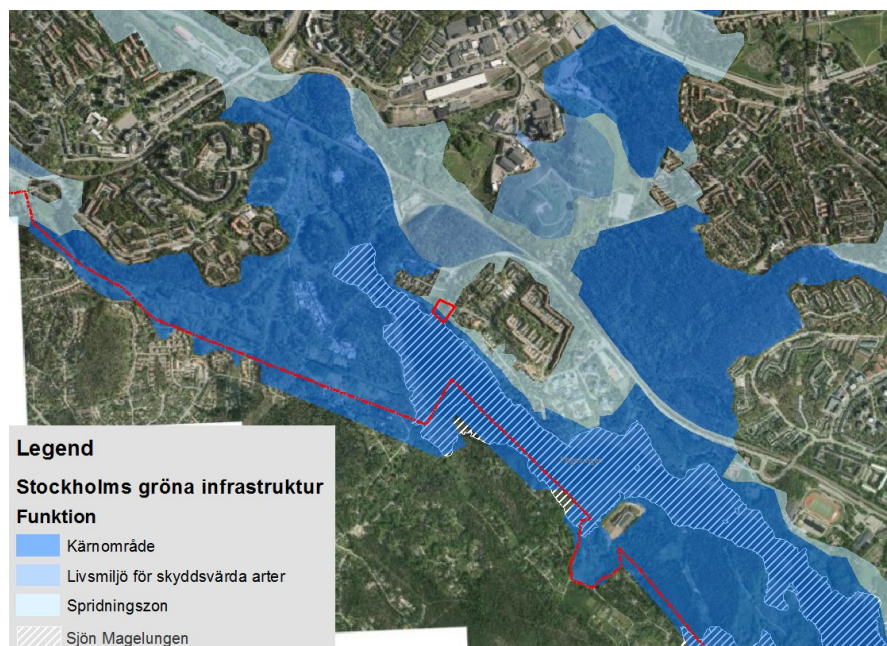 Legend
Stockholms gröna infrastruktur
Funktion
Kärnområde
Livsmiljö för skyddsvärda arter
Spridningszon
Sjön Magelungen